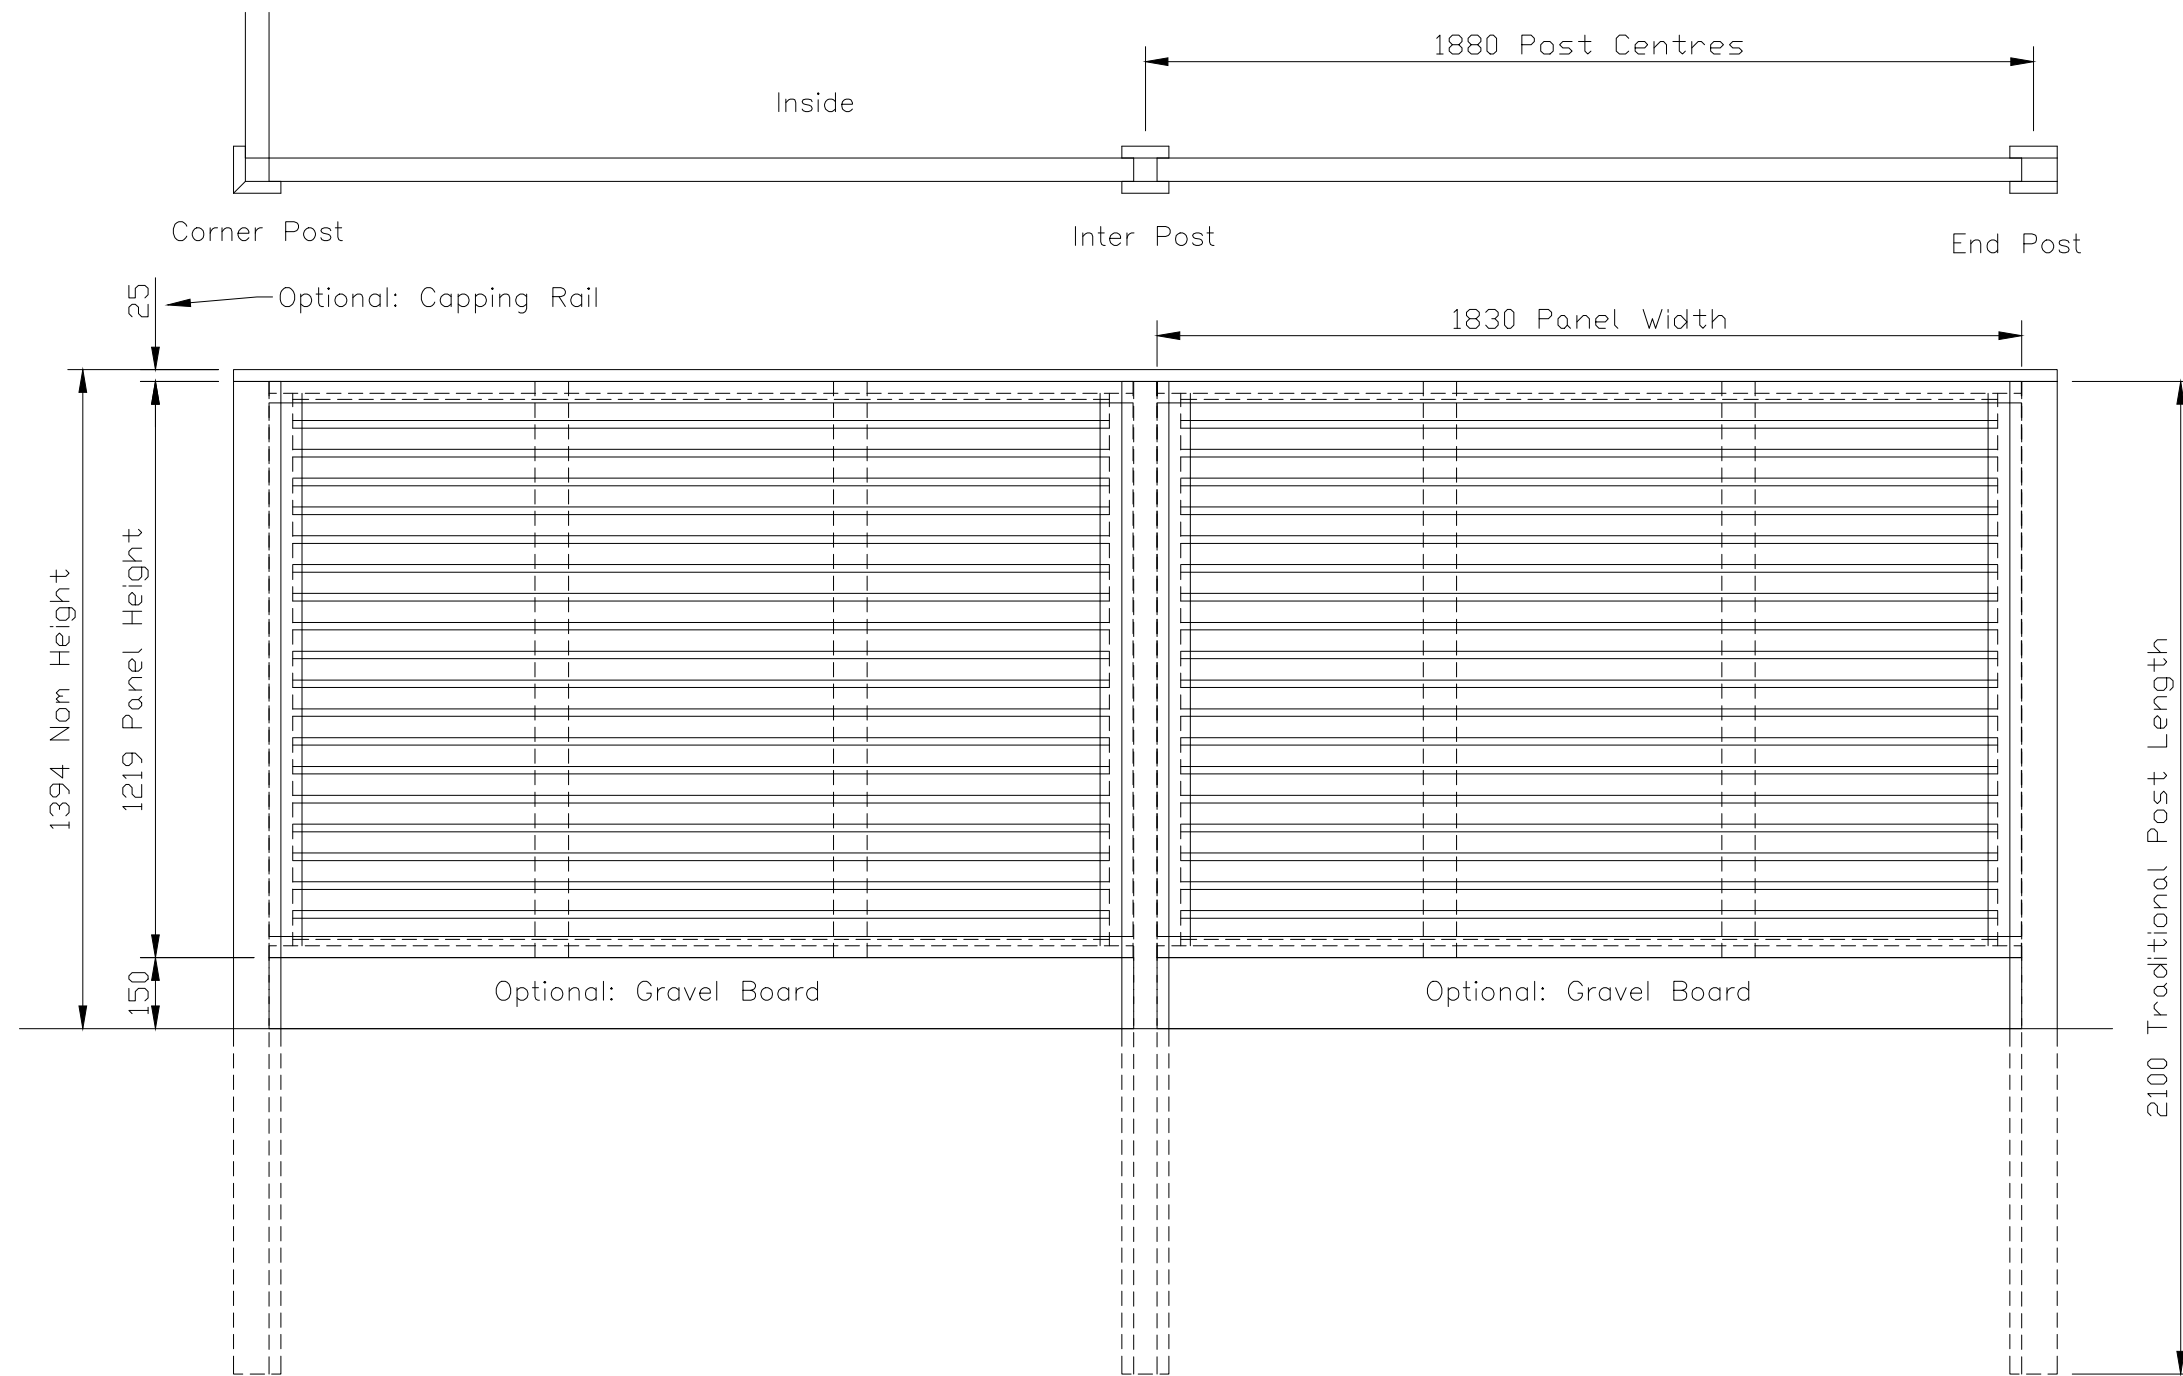 1880 Post Centres
Inside
Corner Post
Inter Post
End Post
25
Optional: Capping Rail
1830 Panel Width
1394 Nom Height
1219 Panel Height
150
Optional: Gravel Board
Optional: Gravel Board
2100 Traditional Post Length